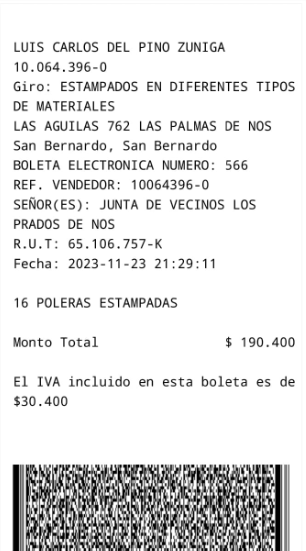 LUIS CARLOS DEL PINO ZUNIGA
10.064.396-0
Giro: ESTAMPADOS EN DIFERENTES TIPOS
DE MATERIALES
LAS AGUILAS 762 LAS PALMAS DE NOS
San Bernardo, San Bernardo
BOLETA ELECTRONICA NUMERO: 566
REF. VENDEDOR: 10064396-0
SEÑOR(ES): JUNTA DE VECINOS LOS
PRADOS DE NOS
R.U.T: 65.106.757-K
Fecha: 2023-11-23 21:29:11
16 POLERAS ESTAMPADAS
Monto Total $ 190.400
El IVA incluido en esta boleta es de
$30.400